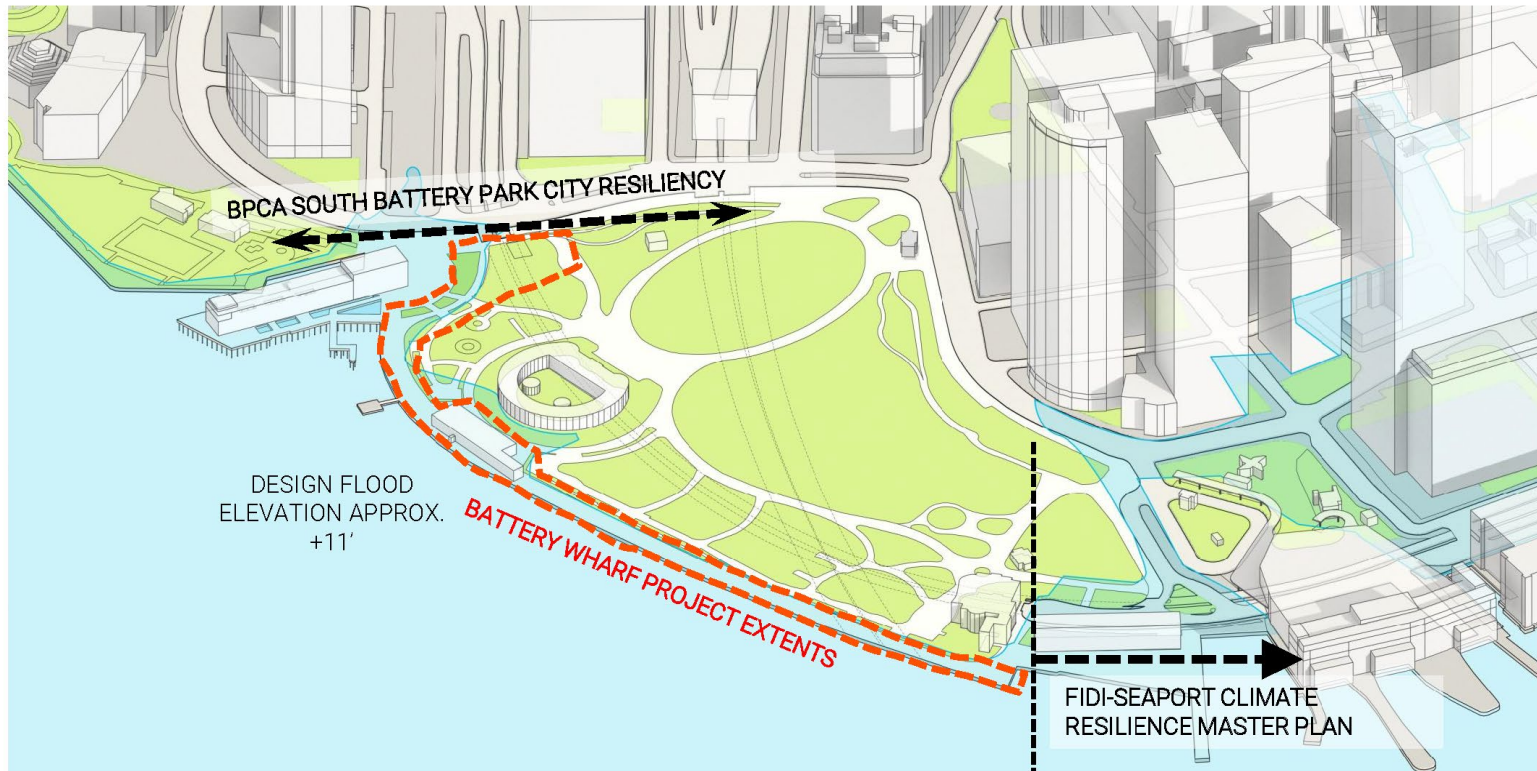 BPCA SOUTH BATTERY PARK CITY RESILIENCY
DESIGN FLOOD
ELEVATION APPROX.
+11'
BATTERY WHARF PROJECT EXTENTS
FIDI-SEAPORT CLIMATE
RESILIENCE MASTER PLAN